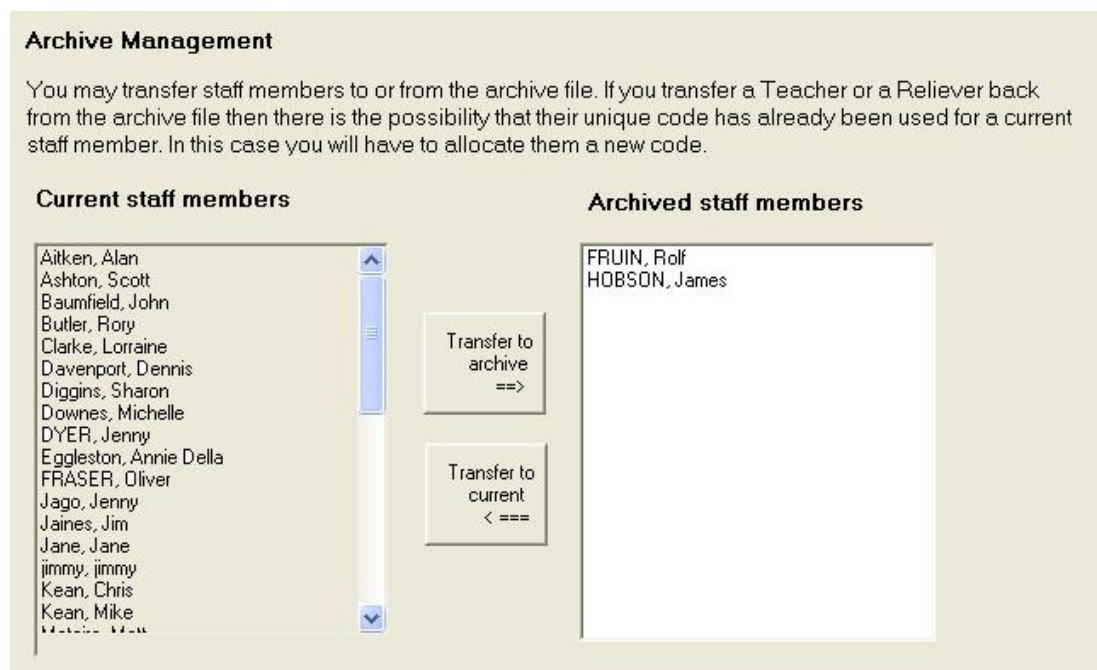 Archive Management
You may transfer staff members to or from the archive file. If you transfer a Teacher or a Reliever back
from the archive file then there is the possibility that their unique code has already been used for a current
staff member. In this case you will have to allocate them a new code.
Current staff members
Aitken, Alan
Ashton, Scott
Baumfield, John
Butler, Rory
Clarke, Lorraine
Davenport, Dennis
Diggins, Sharon
Downes, Michelle
DYER, Jenny
Eggleston, Annie Della
FRASER, Oliver
Jago, Jenny
Jaines, Jim
Jane, Jane
jimmy, jimmy
Kean, Chris
Kean, Mike
Transfer to
archive
==>
Transfer to
current
< ===
Archived staff members
FRUIN, Rolf
HOBSON, James